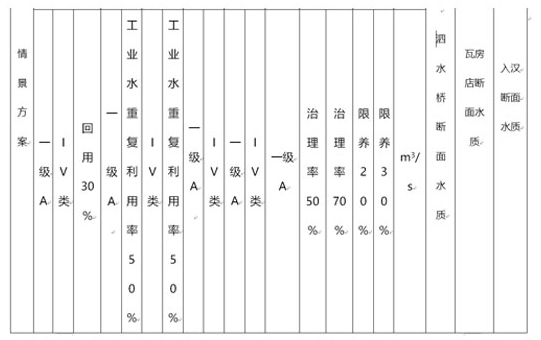 情景方案
一级A
IV类
回用30%
一级A
工业水重复利用率50%
IV类
工业水重复利用率50%
一级A
IV类
一级A
IV类
一级A
治理率50%
治理率70%
限养20%
限养30%
m³/s
泗水桥断面水质
瓦房店断面水质
入汉断面水质